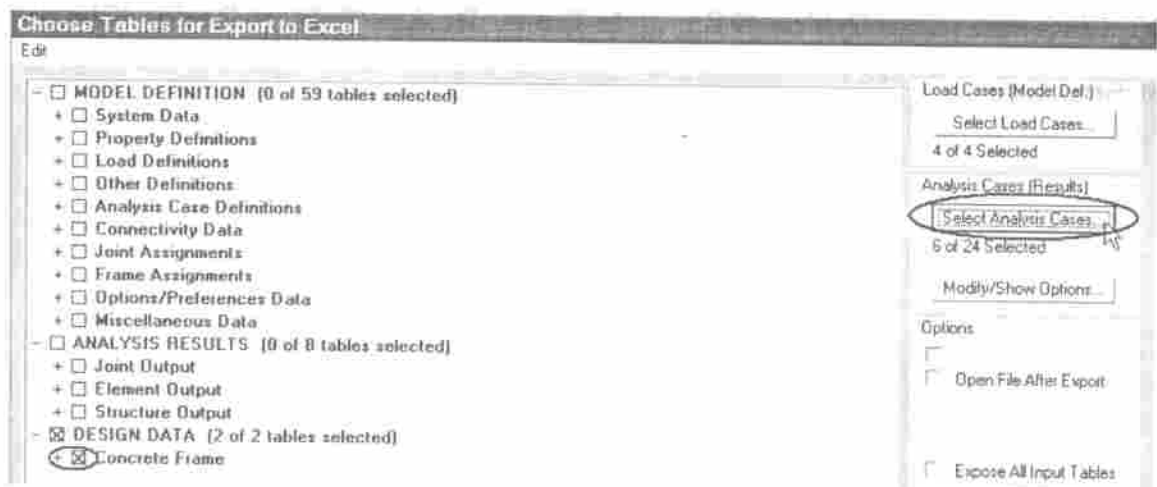 Choose Tables for Export to Excel
Edit
MODEL DEFINITION (0 of 59 tables selected)
System Data
Property Definitions
Load Definitions
Other Definitions
Analysis Case Definitions
Connectivity Data
Joint Assignments
Frame Assignments
Options/Preferences Data
Miscellaneous Data
ANALYSIS RESULTS (0 of 8 tables selected)
Joint Output
Element Output
Structure Output
DESIGN DATA (2 of 2 tables selected)
Concrete Frame
Load Cases (Model Def.)
Select Load Cases...
4 of 4 Selected
Analysis Cases (Results)
Select Analysis Cases...
6 of 24 Selected
Modify/Show Options...
Options
Open File After Export
Expose All Input Tables